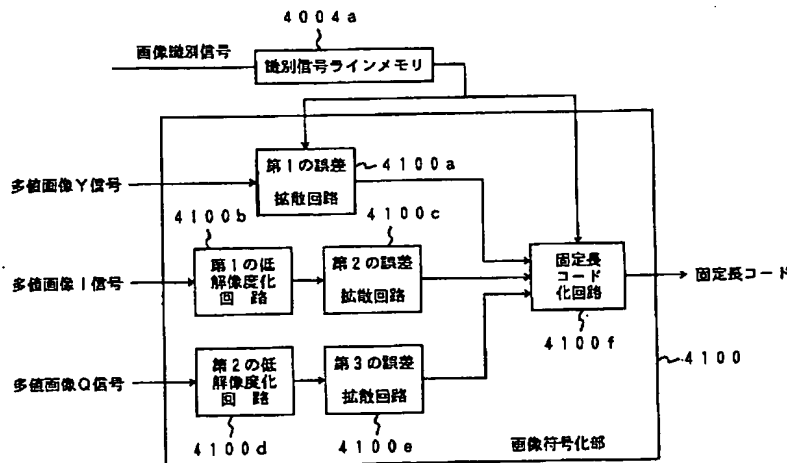 4004a
画像識別信号
識別信号ラインメモリ
多値画像Y信号
第1の誤差
拡散回路
4100a
4100b
4100c
多値画像I信号
第1の低
解像度化
回 路
第2の誤差
拡散回路
固定長
コード
化回路
固定長コード
4100f
4100
多値画像Q信号
第2の低
解像度化
回 路
第3の誤差
拡散回路
4100d
4100e
画像符号化部